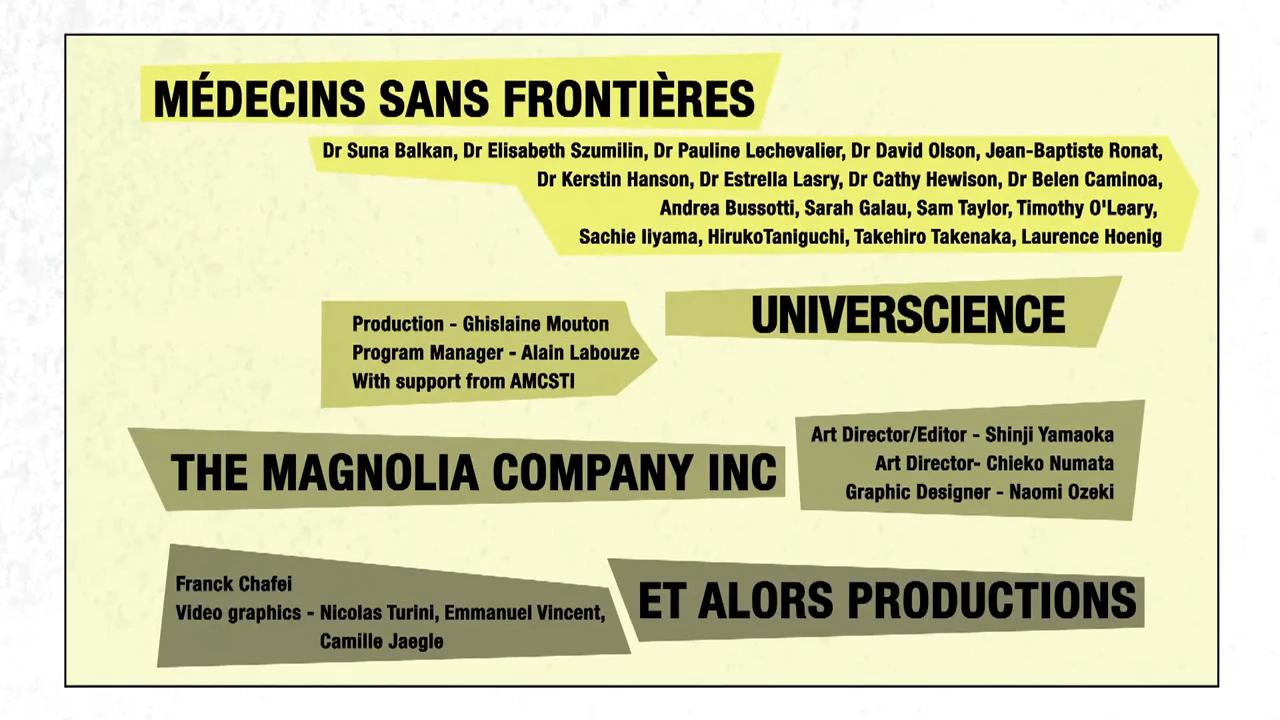 MÉDECINS SANS FRONTIÈRES
Dr Suna Balkan, Dr Elisabeth Szumilin, Dr Pauline Lechevalier, Dr David Olson, Jean-Baptiste Ronat,
Dr Kerstin Hanson, Dr Estrella Lasry, Dr Cathy Hewison, Dr Belen Caminoa,
Andrea Bussotti, Sarah Galau, Sam Taylor, Timothy O'Leary,
Sachie Iiyama, HirukoTaniguchi, Takehiro Takenaka, Laurence Hoenig
UNIVERSCIENCE
Production - Ghislaine Mouton
Program Manager - Alain Labouze
With support from AMCSTI
THE MAGNOLIA COMPANY INC
Art Director/Editor - Shinji Yamaoka
Art Director- Chieko Numata
Graphic Designer - Naomi Ozeki
ET ALORS PRODUCTIONS
Franck Chafei
Video graphics - Nicolas Turini, Emmanuel Vincent,
Camille Jaegle